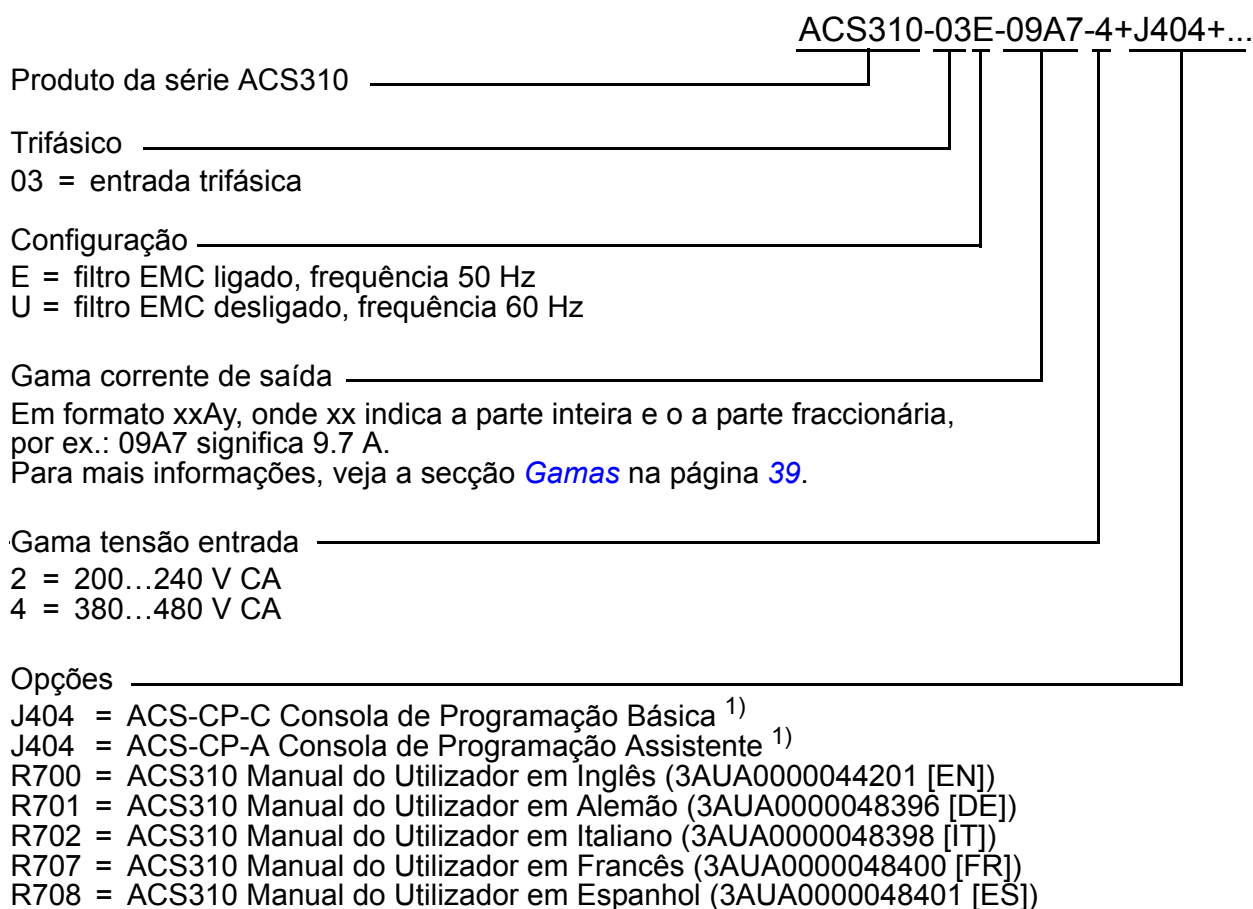 ACS310-03E-09A7-4+J404+...
Produto da série ACS310
Trifásico
03 = entrada trifásica
Configuração
E = filtro EMC ligado, frequência 50 Hz
U = filtro EMC desligado, frequência 60 Hz
Gama corrente de saída
Em formato xxAy, onde xx indica a parte inteira e o a parte fraccionária,
por ex.: 09A7 significa 9.7 A.
Para mais informações, veja a secção Gamas na página 39.
Gama tensão entrada
2 = 200…240 V CA
4 = 380…480 V CA
Opções
J404 = ACS-CP-C Consola de Programação Básica 1)
J404 = ACS-CP-A Consola de Programação Assistente 1)
R700 = ACS310 Manual do Utilizador em Inglês (3AUA0000044201 [EN])
R701 = ACS310 Manual do Utilizador em Alemão (3AUA0000048396 [DE])
R702 = ACS310 Manual do Utilizador em Italiano (3AUA0000048398 [IT])
R707 = ACS310 Manual do Utilizador em Francês (3AUA0000048400 [FR])
R708 = ACS310 Manual do Utilizador em Espanhol (3AUA0000048401 [ES])